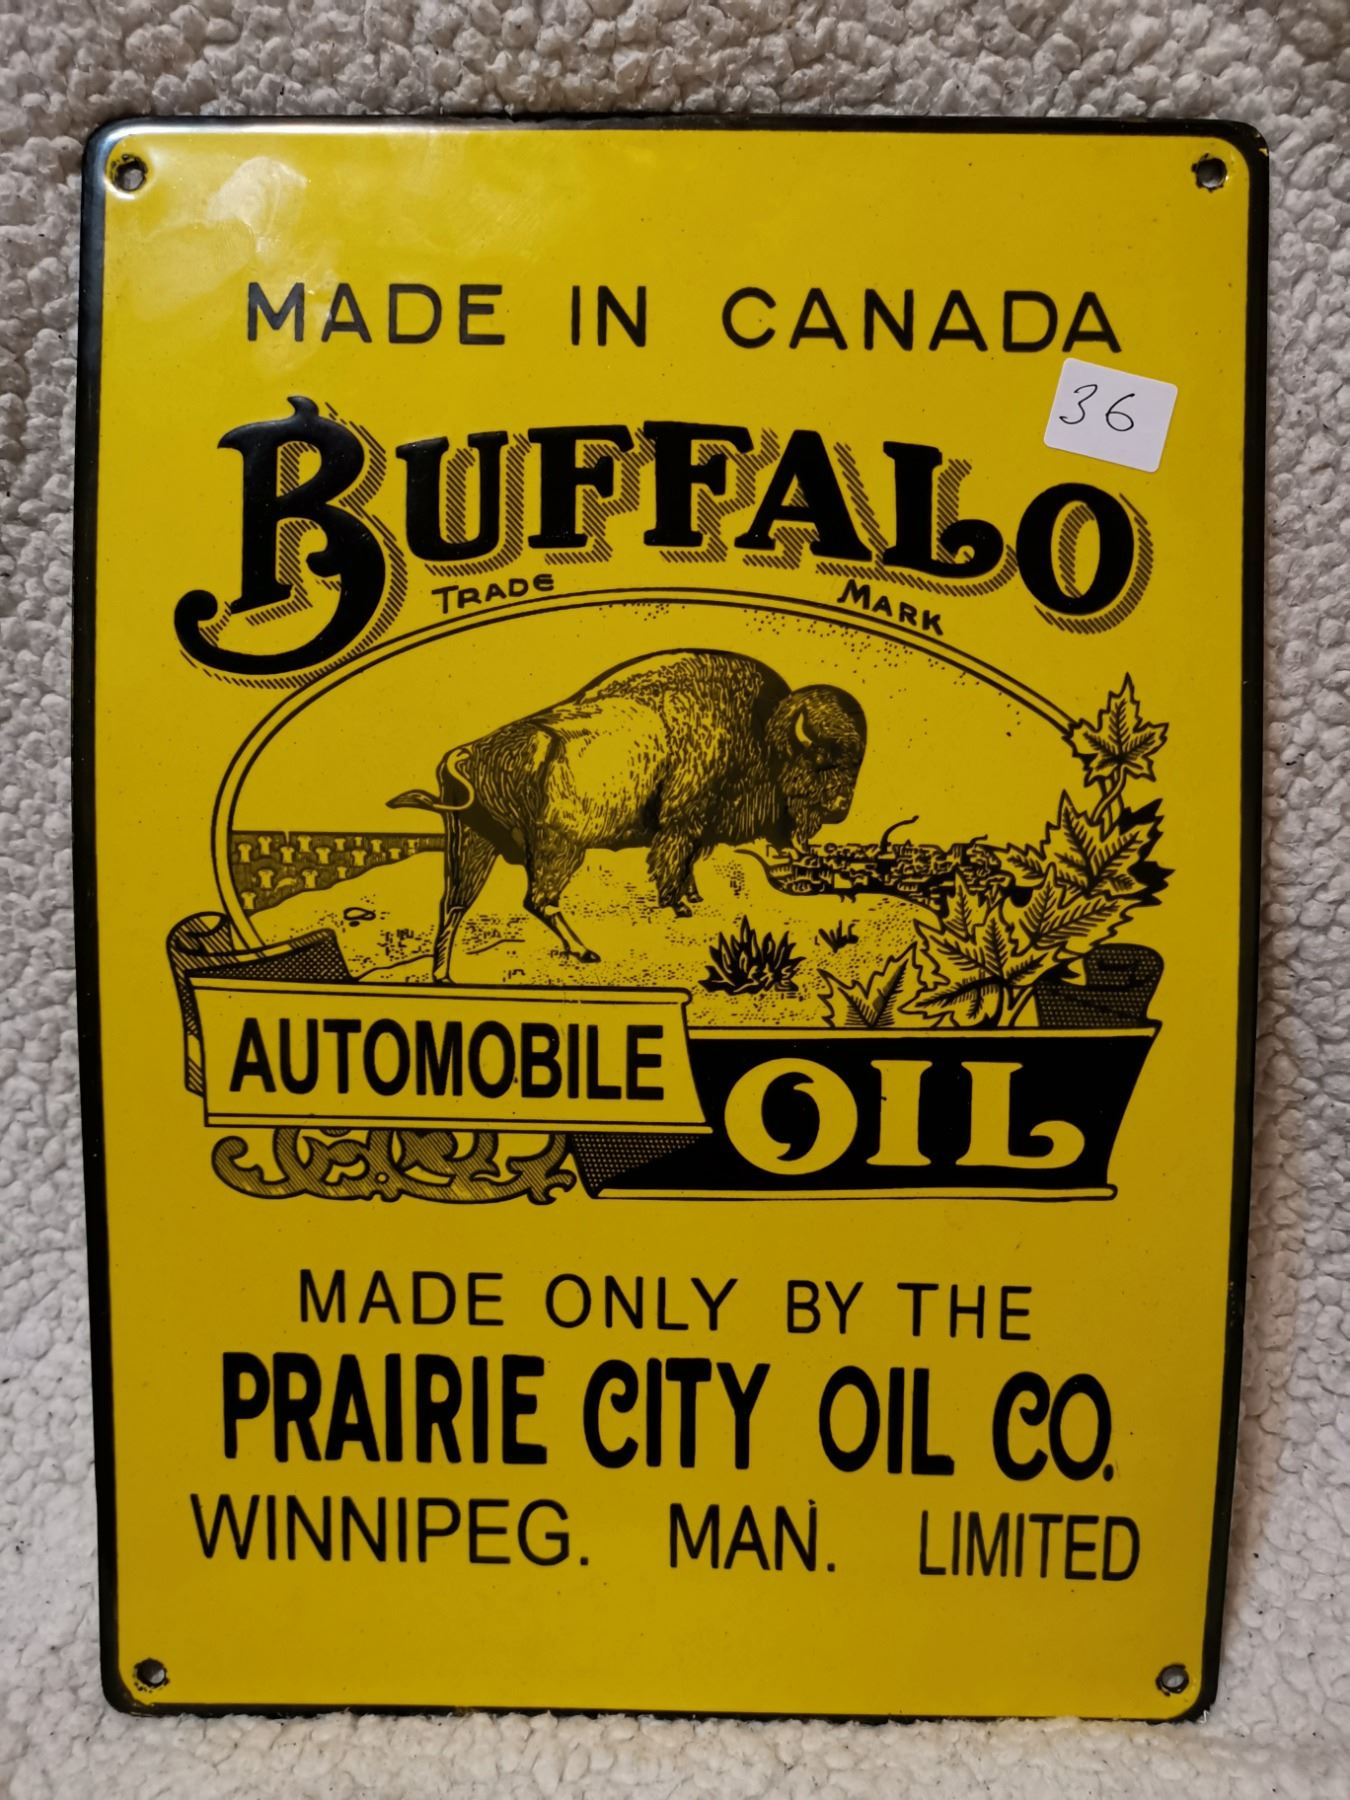 MADE IN CANADA
36
BUFFALO
TRADE MARK
AUTOMOBILE
OIL
MADE ONLY BY THE
PRAIRIE CITY OIL CO.
WINNIPEG. MAN. LIMITED